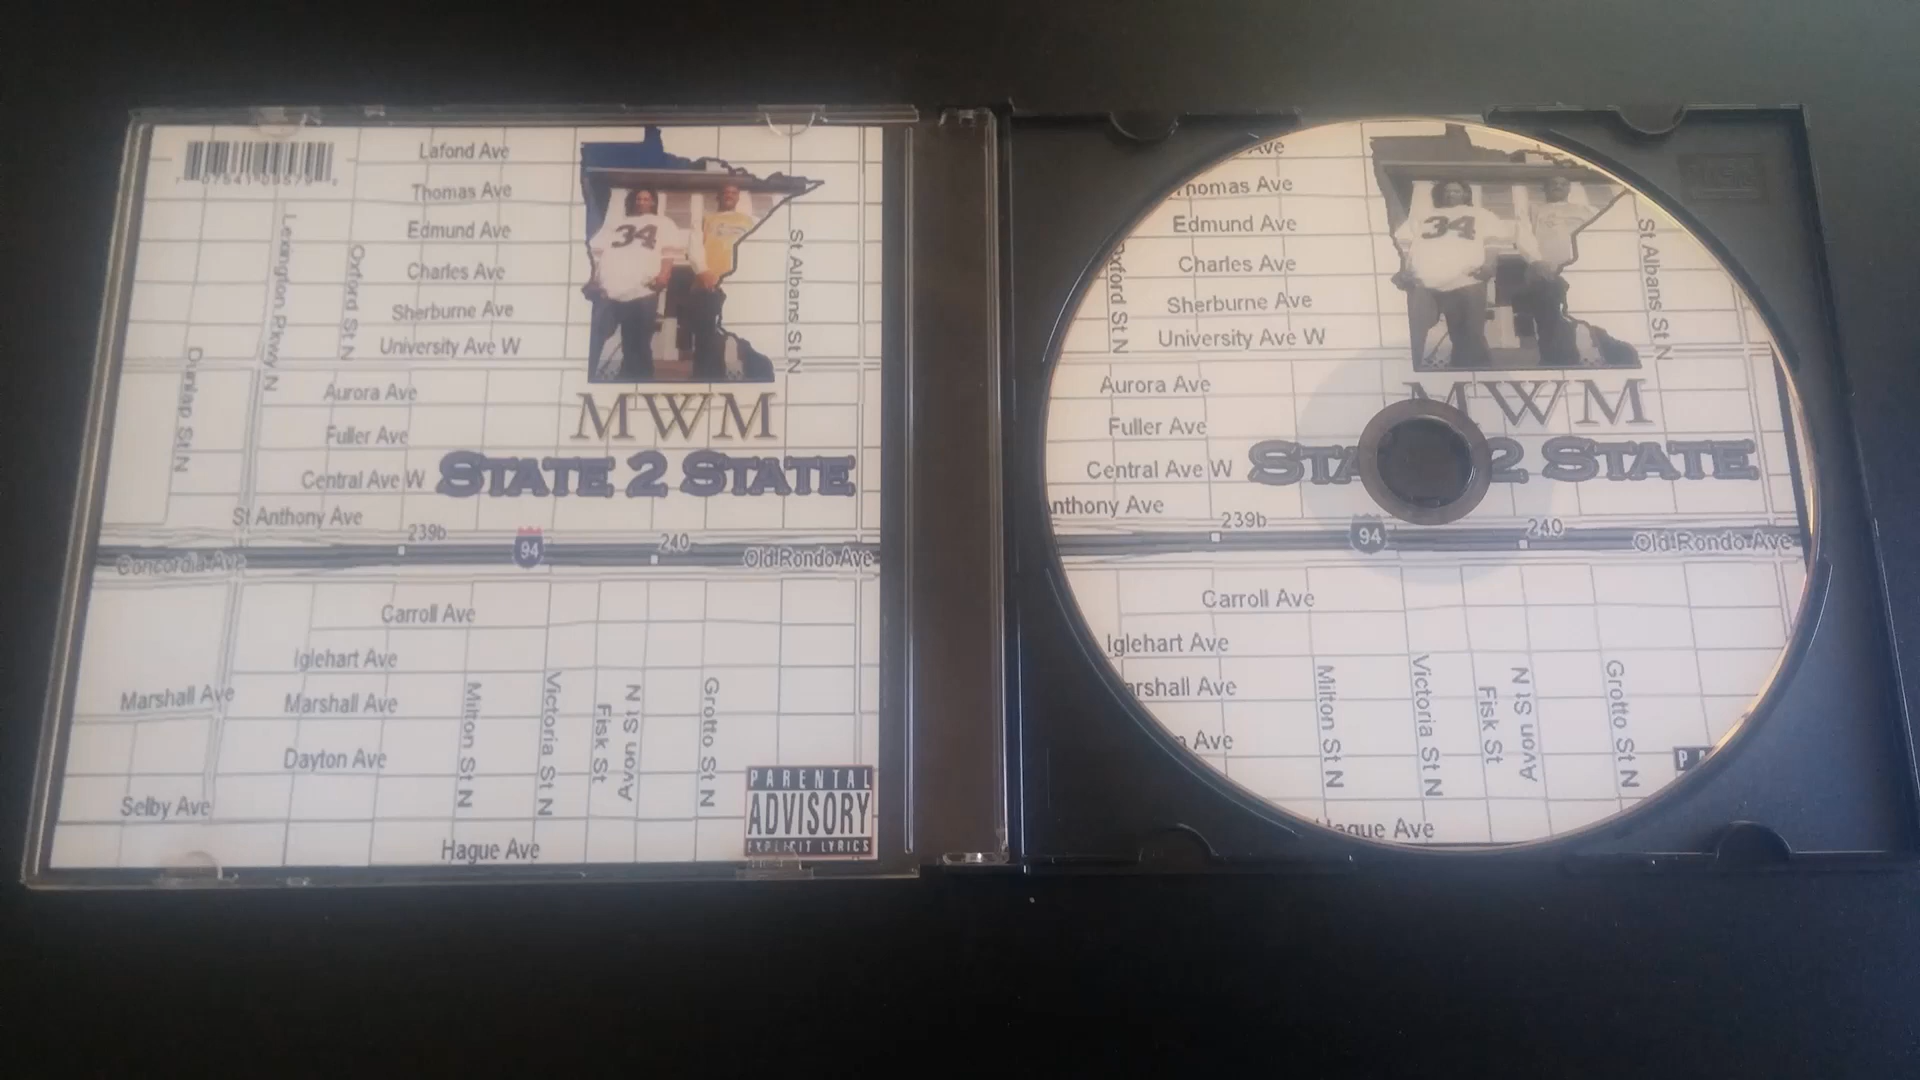 Lafond Ave
Thomas Ave
Edmund Ave
Charles Ave
Sherburne Ave
University Ave W
Lexington Pkwy N
Oxford St N
Dunlap St N
St Albans St N
34
Aurora Ave
Fuller Ave
Central Ave W
St Anthony Ave
MWM
STATE 2 STATE
239b
94
240
Concordia Ave
Old Rondo Ave
Carroll Ave
Iglehart Ave
Marshall Ave
Marshall Ave
Dayton Ave
Selby Ave
Hague Ave
Milton St N
Victoria St N
Fisk St
Avon St N
Grotto St N
PARENTAL
ADVISORY
EXPLICIT LYRICS
Ave
homas Ave
Edmund Ave
Charles Ave
Sherburne Ave
University Ave W
xford St N
St Albans St N
34
Aurora Ave
Fuller Ave
Central Ave W
nthony Ave
MWM
STA 2 STATE
239b
94
240
Old Rondo Ave
Carroll Ave
Iglehart Ave
arshall Ave
n Ave
ague Ave
Milton St N
Victoria St N
Fisk St
Avon St N
Grotto St N